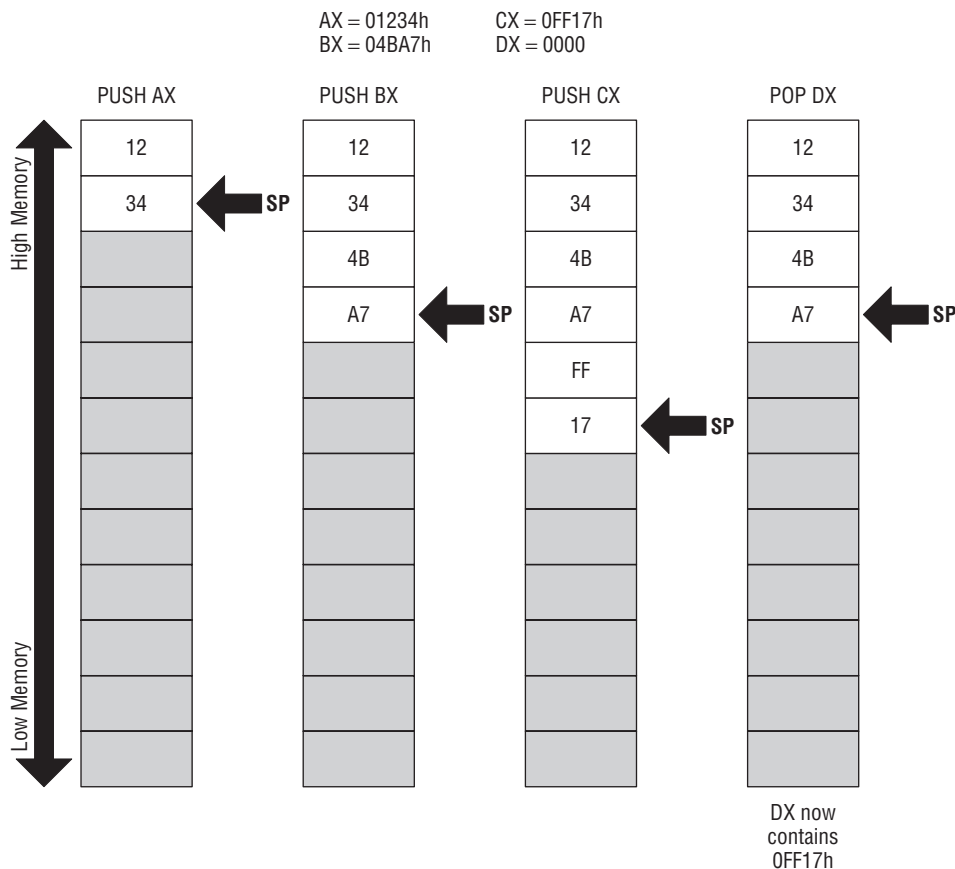 AX = 01234h CX = 0FF17h
BX = 04BA7h DX = 0000
PUSH AX PUSH BX PUSH CX POP DX
High Memory
Low Memory
12 12 12 12
34 SP 34 34 34
4B 4B 4B
A7 SP A7 A7 SP
FF
17 SP
DX now
contains
0FF17h